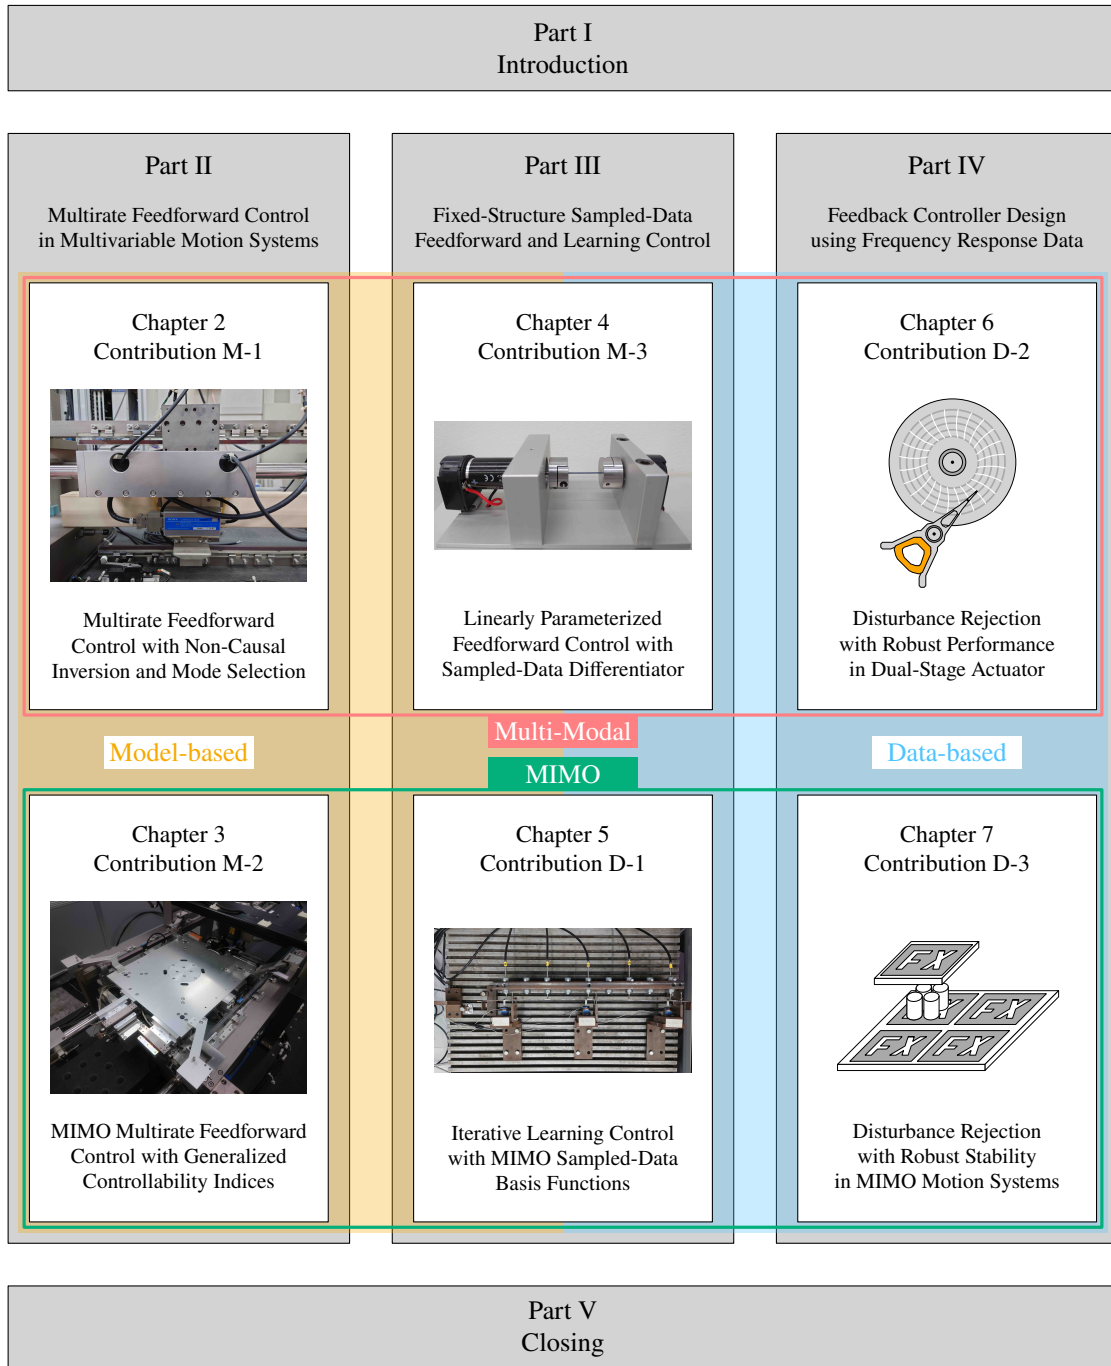 Part I
Introduction
Part II
Multirate Feedforward Control
in Multivariable Motion Systems
Part III
Fixed-Structure Sampled-Data
Feedforward and Learning Control
Part IV
Feedback Controller Design
using Frequency Response Data
Chapter 2
Contribution M-1
Multirate Feedforward
Control with Non-Causal
Inversion and Mode Selection
Chapter 4
Contribution M-3
Linearly Parameterized
Feedforward Control with
Sampled-Data Differentiator
Chapter 6
Contribution D-2
Disturbance Rejection
with Robust Performance
in Dual-Stage Actuator
Multi-Modal
Model-based
Data-based
MIMO
Chapter 3
Contribution M-2
MIMO Multirate Feedforward
Control with Generalized
Controllability Indices
Chapter 5
Contribution D-1
Iterative Learning Control
with MIMO Sampled-Data
Basis Functions
Chapter 7
Contribution D-3
FX
FX
FX FX
Disturbance Rejection
with Robust Stability
in MIMO Motion Systems
Part V
Closing